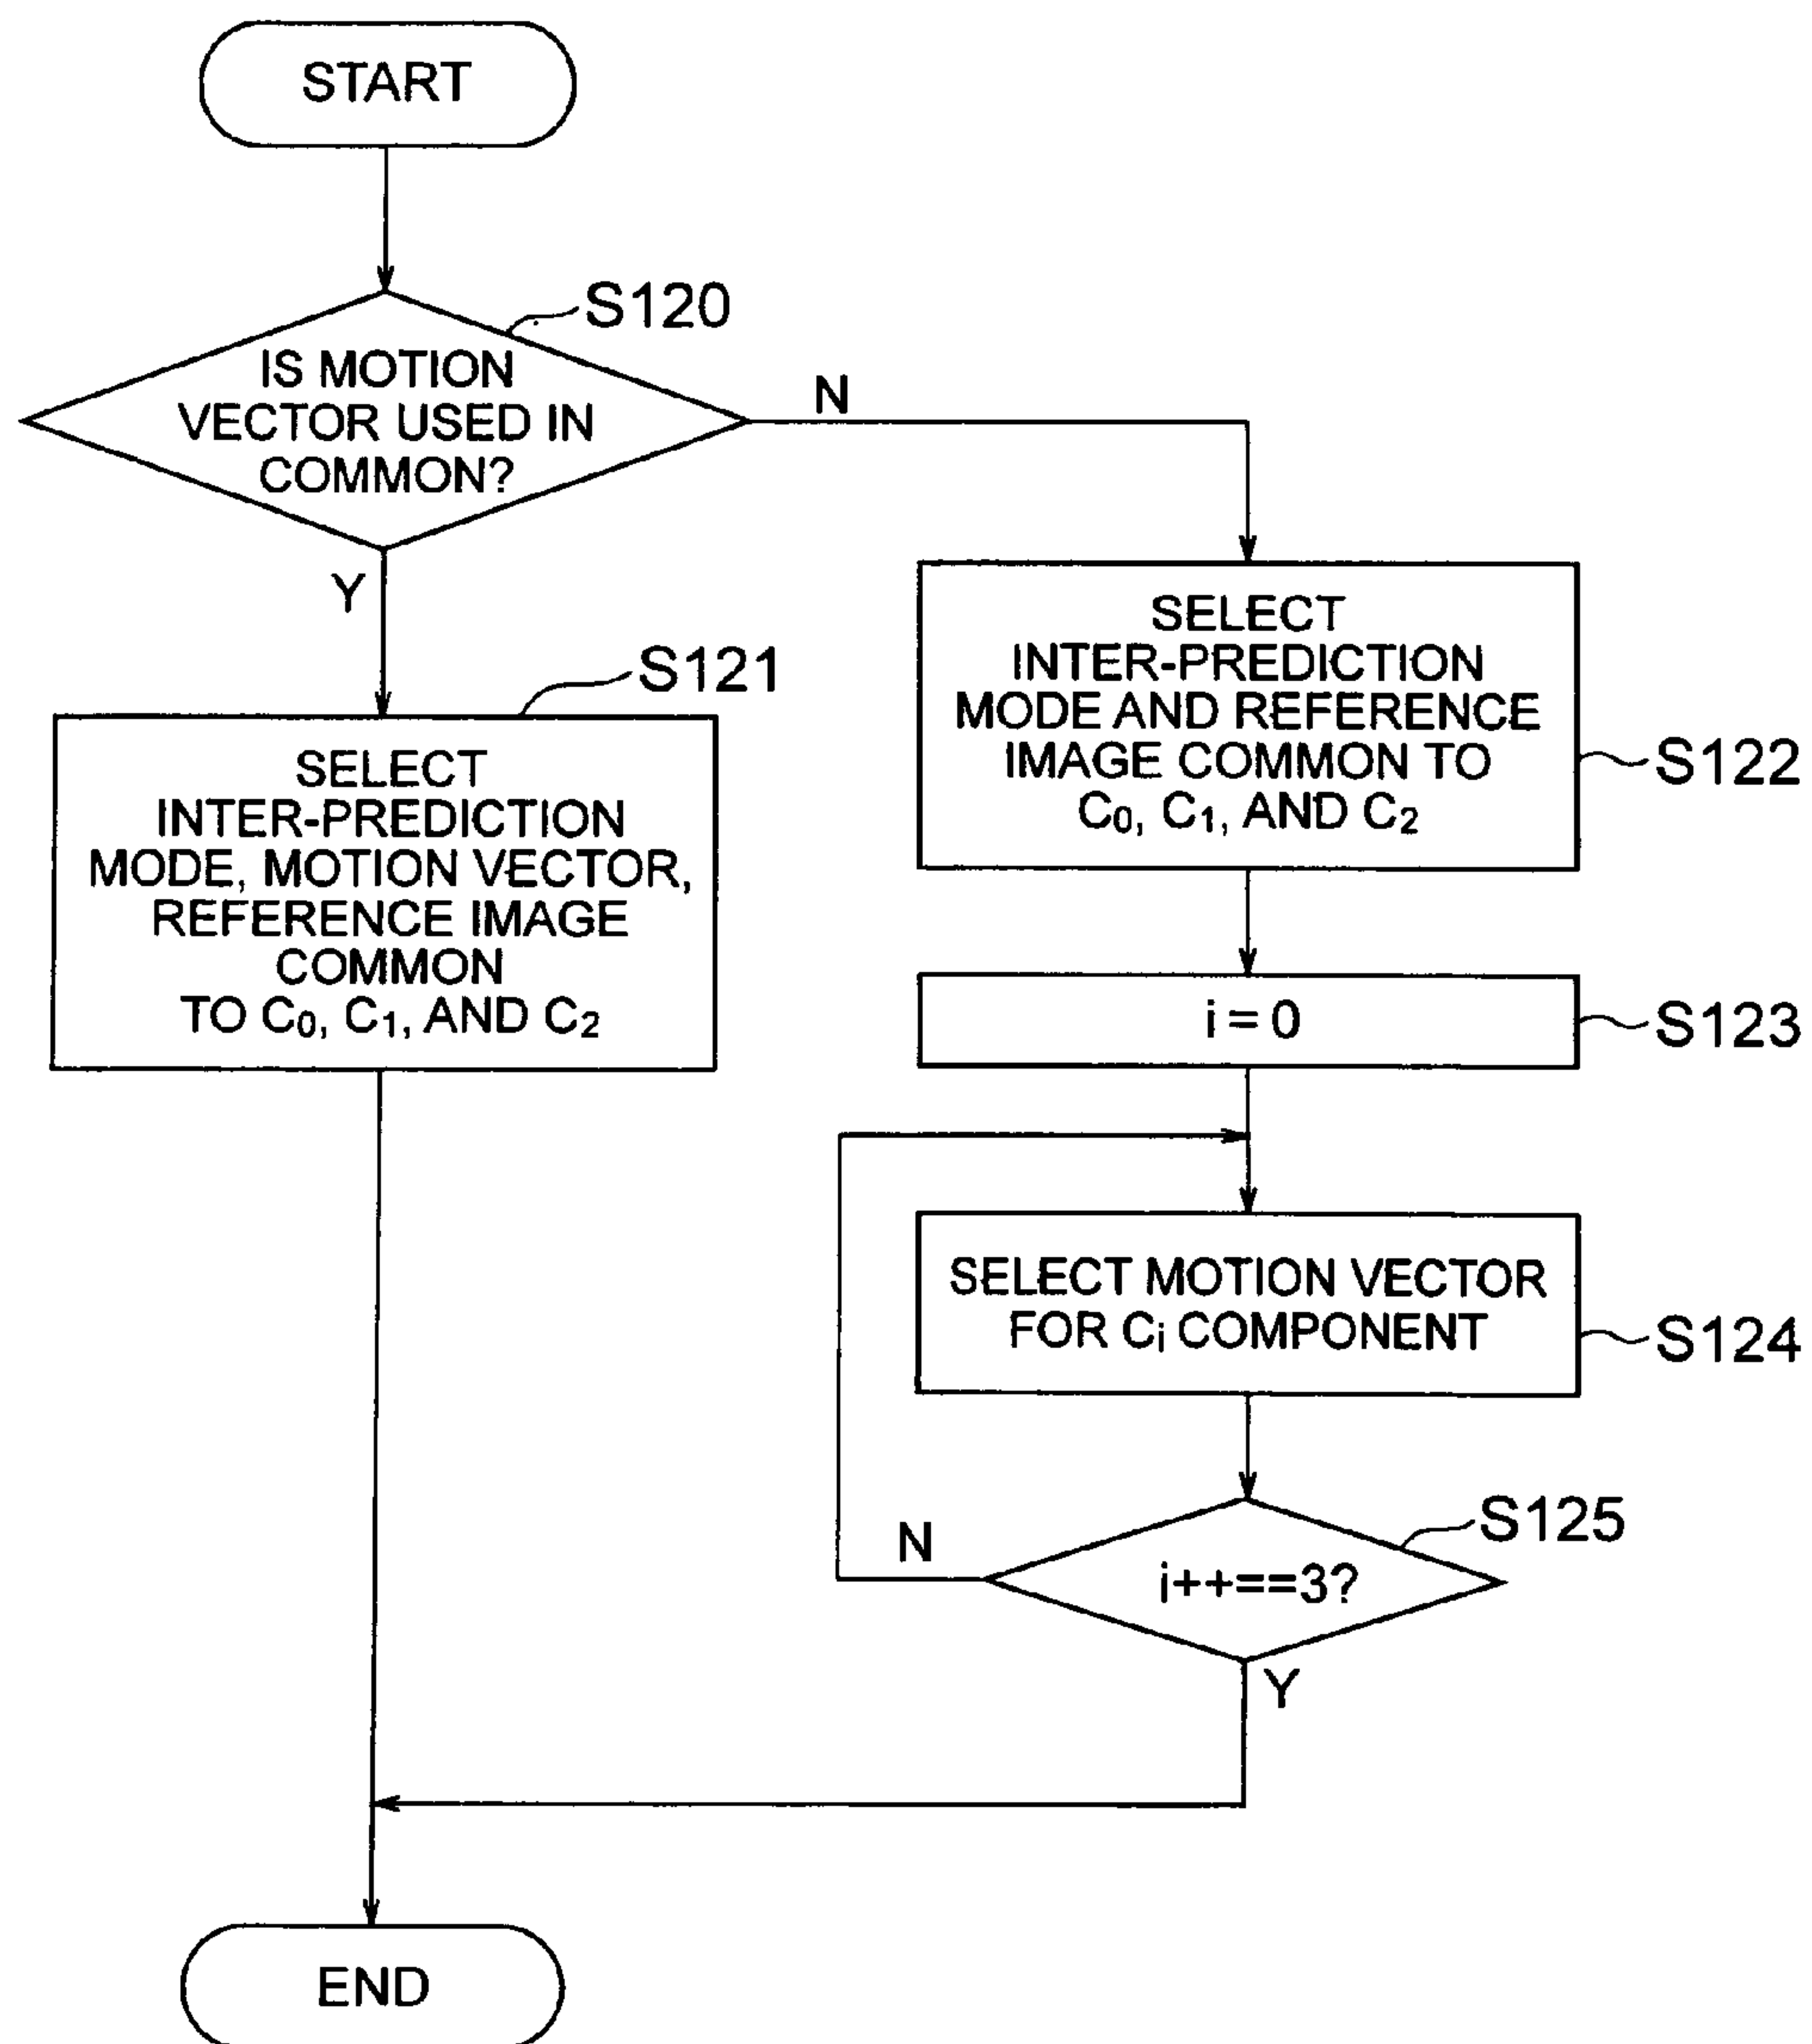 START
S120
IS MOTION
VECTOR USED IN
COMMON?
N
Y
S121
SELECT
INTER-PREDICTION
MODE, MOTION VECTOR,
REFERENCE IMAGE
COMMON
TO C0, C1, AND C2
SELECT
INTER-PREDICTION
MODE AND REFERENCE
IMAGE COMMON TO
C0, C1, AND C2
S122
i = 0
S123
SELECT MOTION VECTOR
FOR Ci COMPONENT
S124
S125
N
i++==3?
Y
END